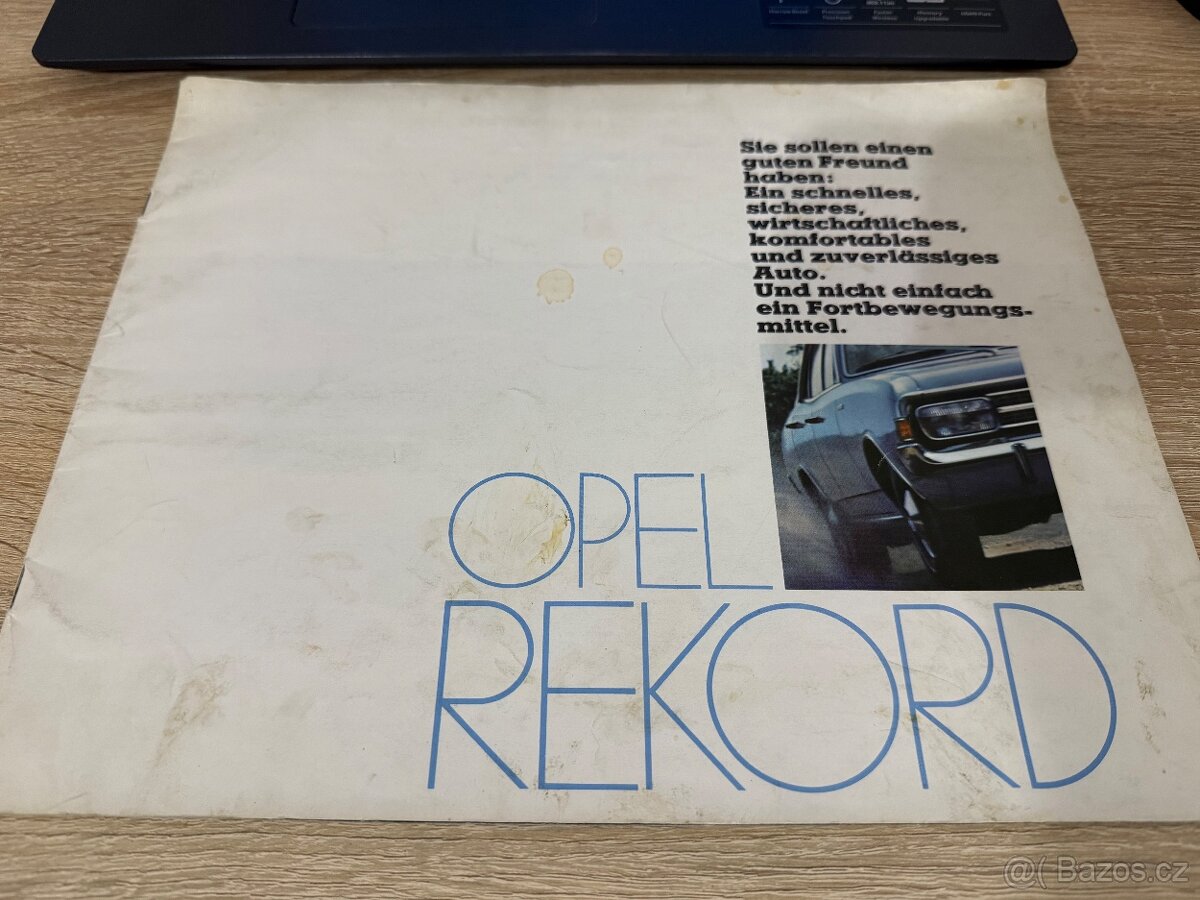 Sie sollen einen
guten Freund
haben:
Ein schnelles,
sicheres,
wirtschaftliches,
komfortables
und zuverlässiges
Auto.
Und nicht einfach
ein Fortbewegungs-
mittel.
OPEL
REKORD
@( Bazos.cz